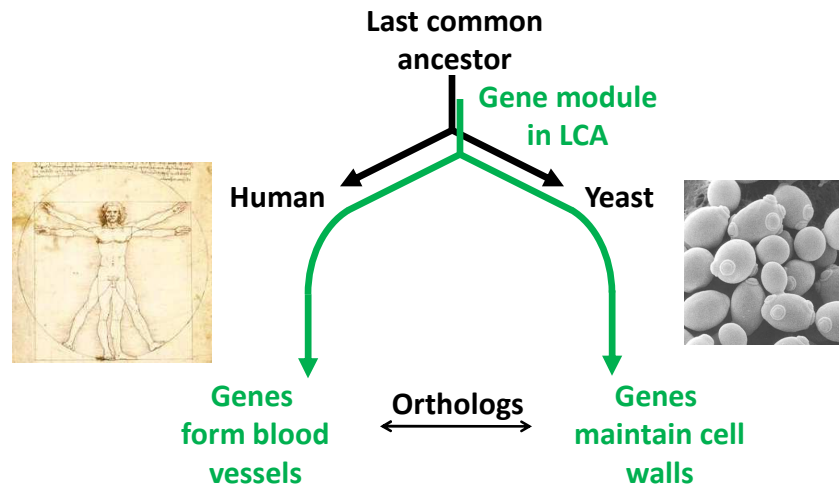 Last common
ancestor
Gene module
in LCA
Human
Yeast
Genes
form blood
vessels
Orthologs
Genes
maintain cell
walls